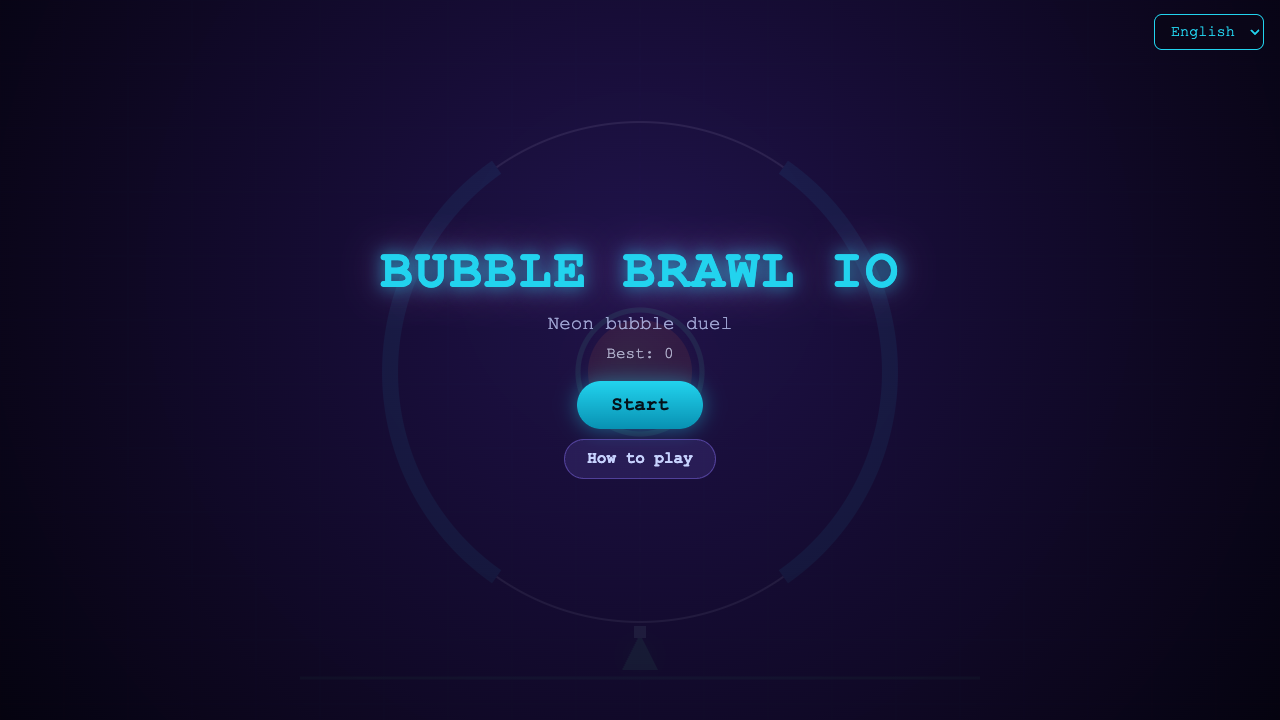 English
BUBBLE BRAWL IO
Neon bubble duel
Best: 0
Start
How to play